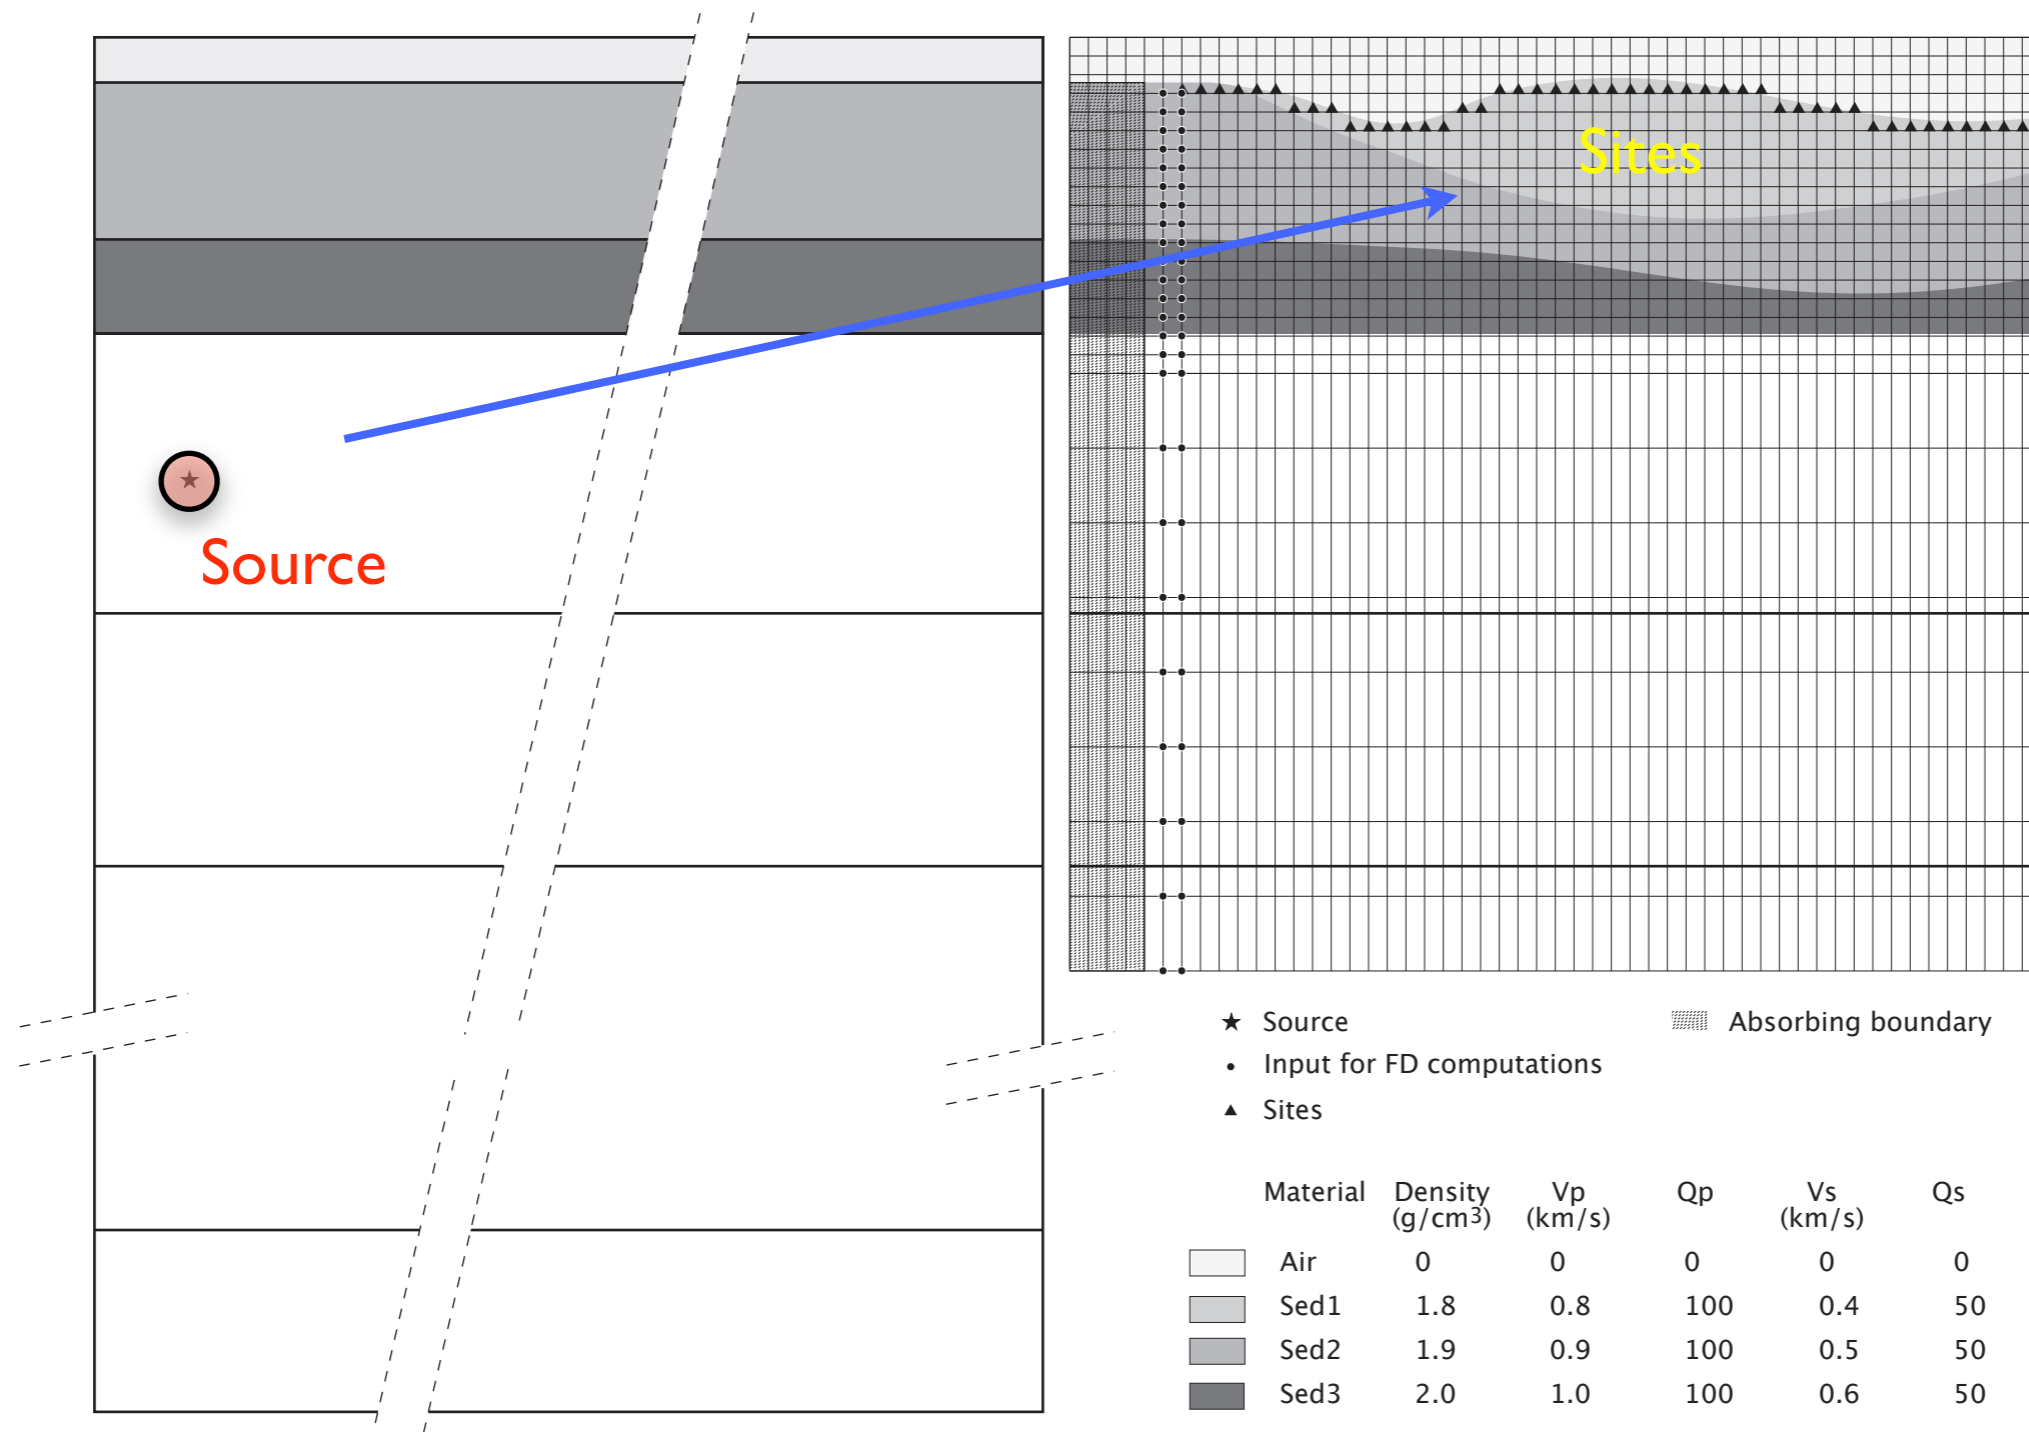 Sites
Source
★ Source
Absorbing boundary
• Input for FD computations
▲ Sites
Material Density Vp Qp Vs Qs
(g/cm³) (km/s) (km/s)
Air 0 0 0 0 0
Sed1 1.8 0.8 100 0.4 50
Sed2 1.9 0.9 100 0.5 50
Sed3 2.0 1.0 100 0.6 50